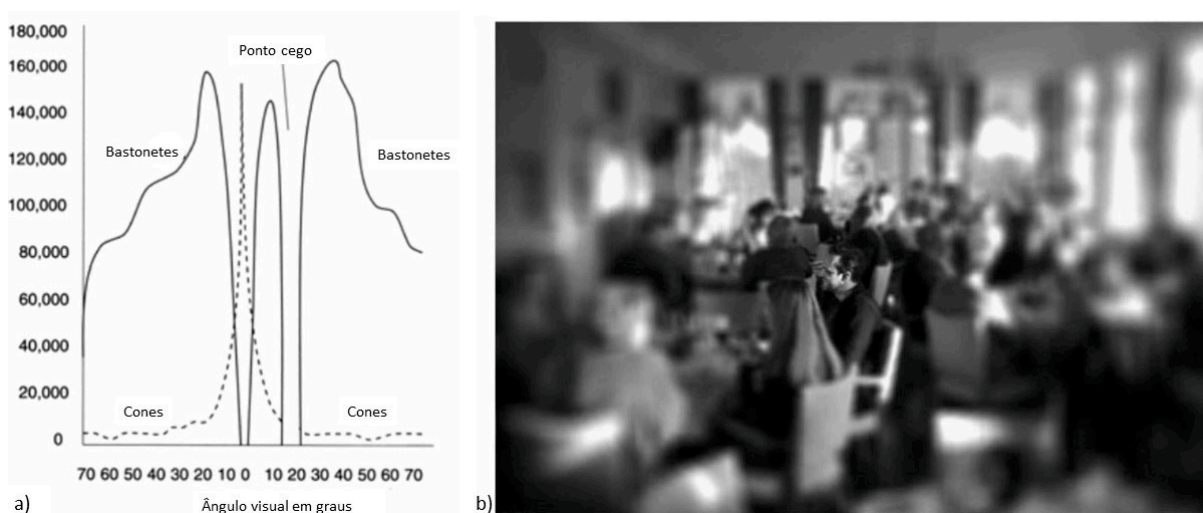 180,000
160,000
140,000
120,000
100,000
80,000
60,000
40,000
20,000
0
Ponto cego
Bastonetes
Bastonetes
Cones
Cones
70 60 50 40 30 20 10 0 10 20 30 40 50 60 70
Ângulo visual em graus
a)
b)